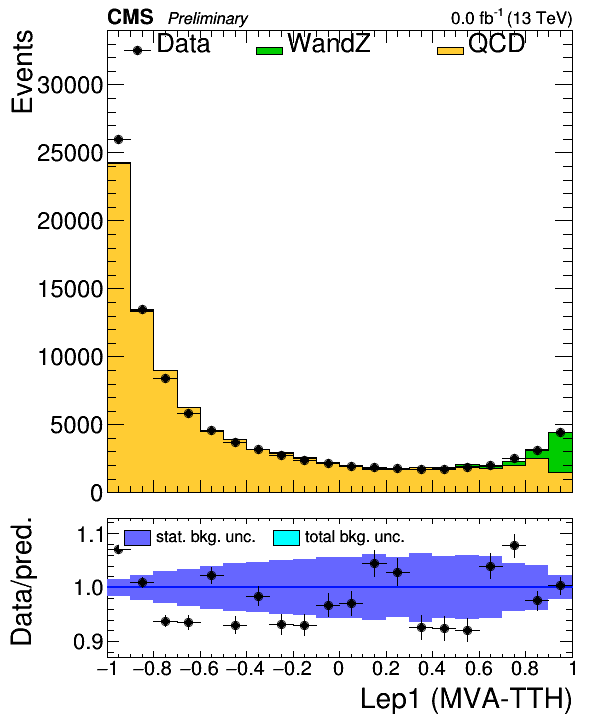 CMS Preliminary 0.0 fb⁻¹ (13 TeV)
Data WandZ QCD
Events
30000
25000
20000
15000
10000
5000
0
Data/pred.
stat. bkg. unc. total bkg. unc.
1.1
1.0
0.9
−1 −0.8 −0.6 −0.4 −0.2 0 0.2 0.4 0.6 0.8 1
Lep1 (MVA-TTH)